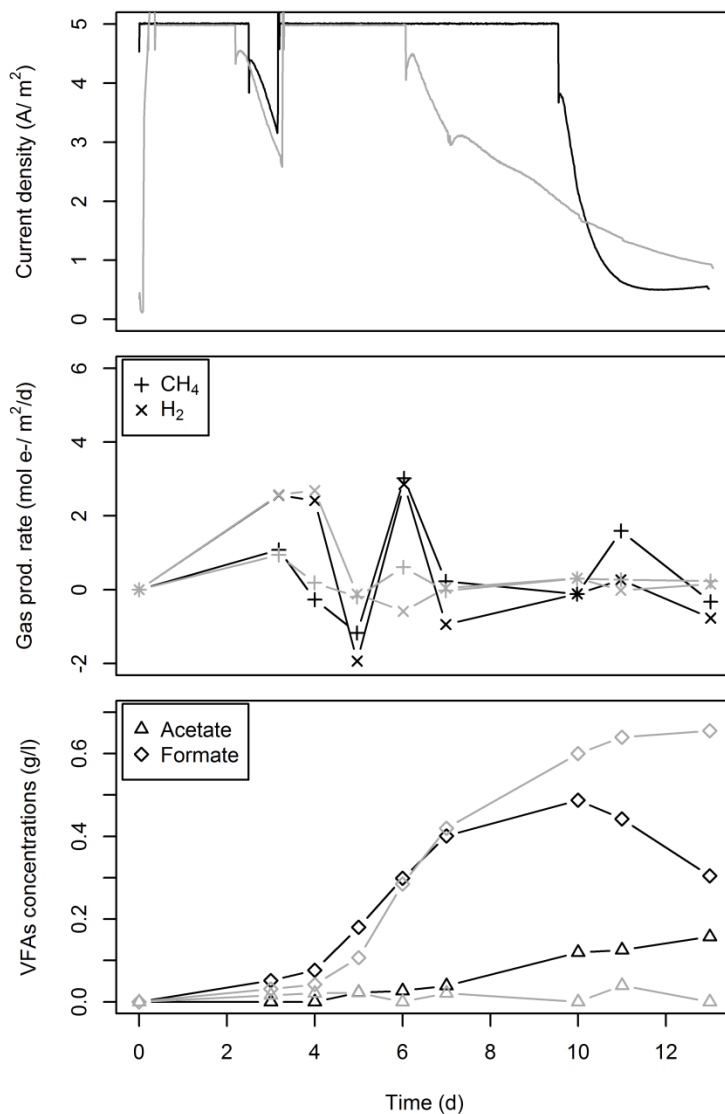 Current density (A/ m²)
5
4
3
2
1
0
Gas prod. rate (mol e-/ m²/d)
6
4
2
0
-2
CH₄
H₂
VFAs concentrations (g/l)
0.6
0.4
0.2
0.0
Acetate
Formate
0 2 4 6 8 10 12
Time (d)